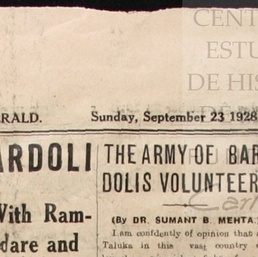 CENT
ESTU
DE HIS
ERALD.
Sunday, September 23 1928
ARDOLI
With Ram-
dare and
THE ARMY OF BAR
DOLIS VOLUNTEER
(By DR. SUMANT B. MEHTA.
I am confdently of opinion that
Taluka in this vast country